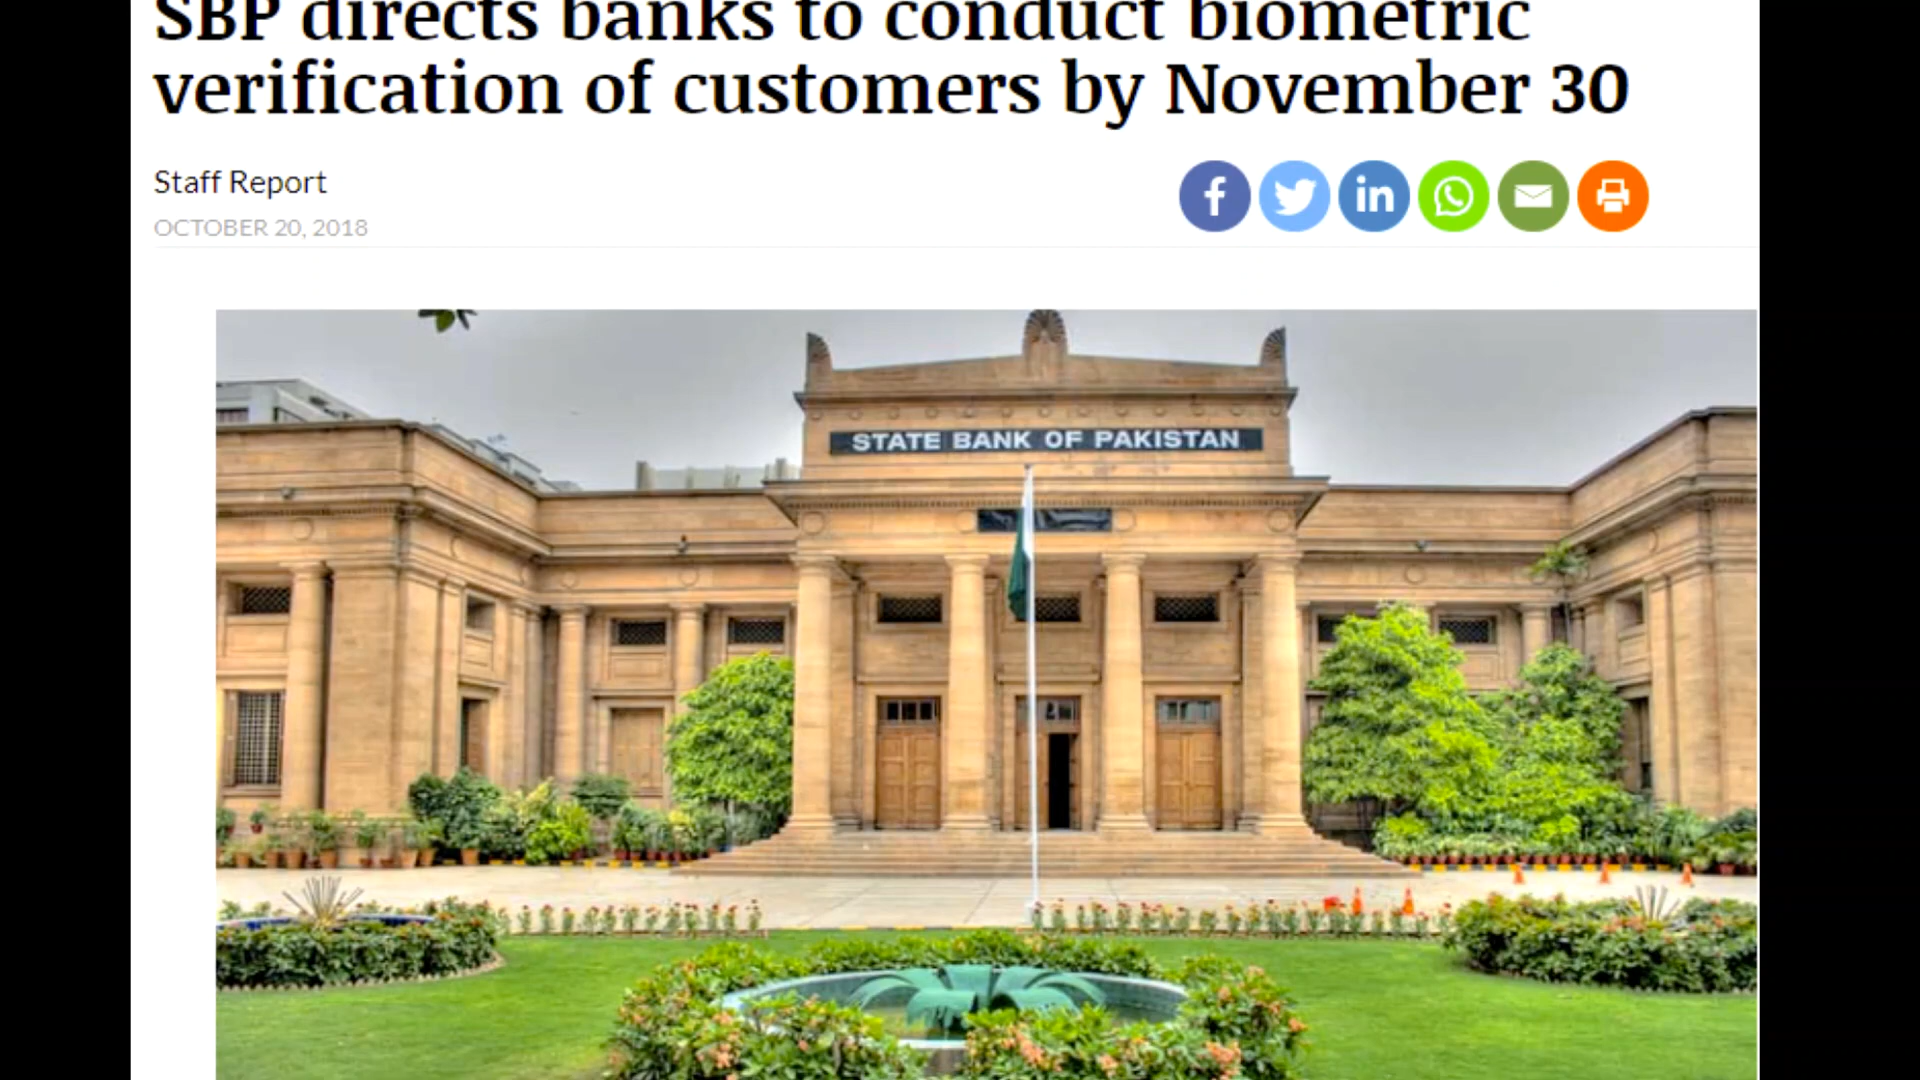 SBP directs banks to conduct biometric
verification of customers by November 30
Staff Report
OCTOBER 20, 2018
f
in
STATE BANK OF PAKISTAN